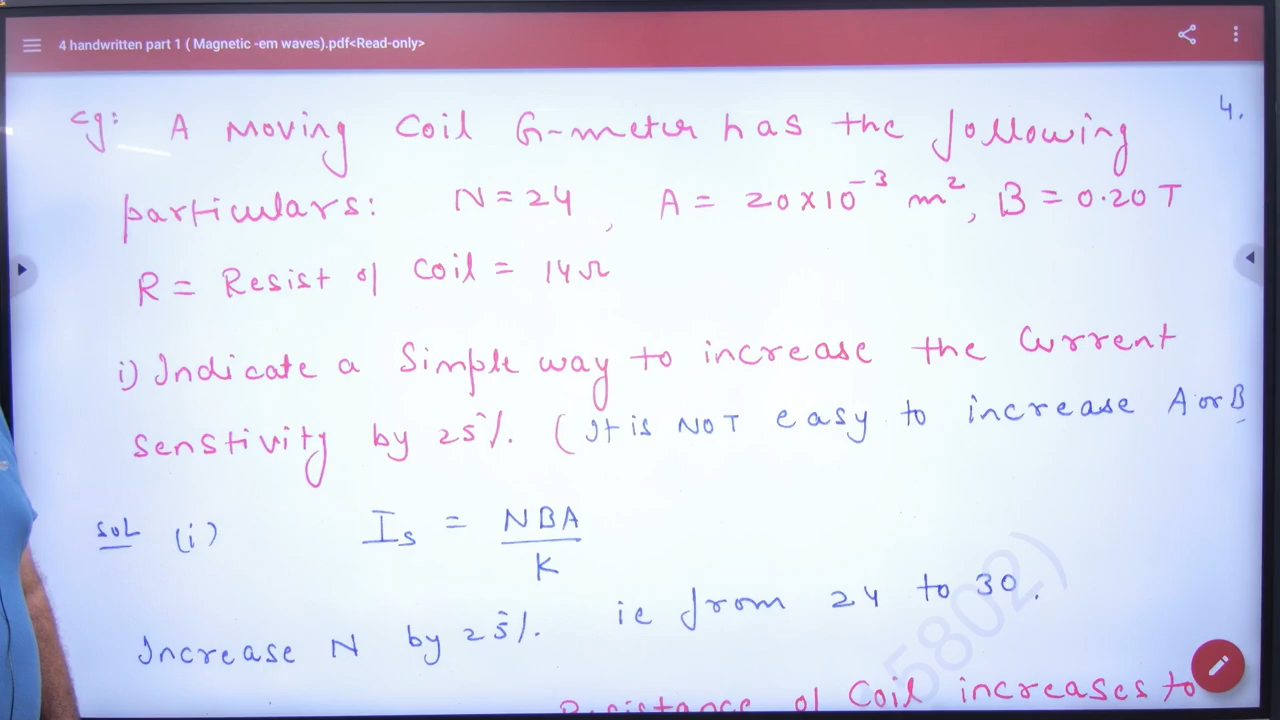 4 handwritten part 1 ( Magnetic -em waves).pdf<Read-only>
4.
eg: A Moving Coil G-meter has the following
particulars: N = 24 , A = 20 x 10⁻³ m², B = 0.20 T
R = Resist of Coil = 14 Ω
i) Indicate a Simple way to increase the Current
senstivity by 25%. ( It is NOT easy to increase A or B
Sol (i) Is = NBA / K
Increase N by 25%. ie from 24 to 30.
5802)
Resistance of Coil increases to